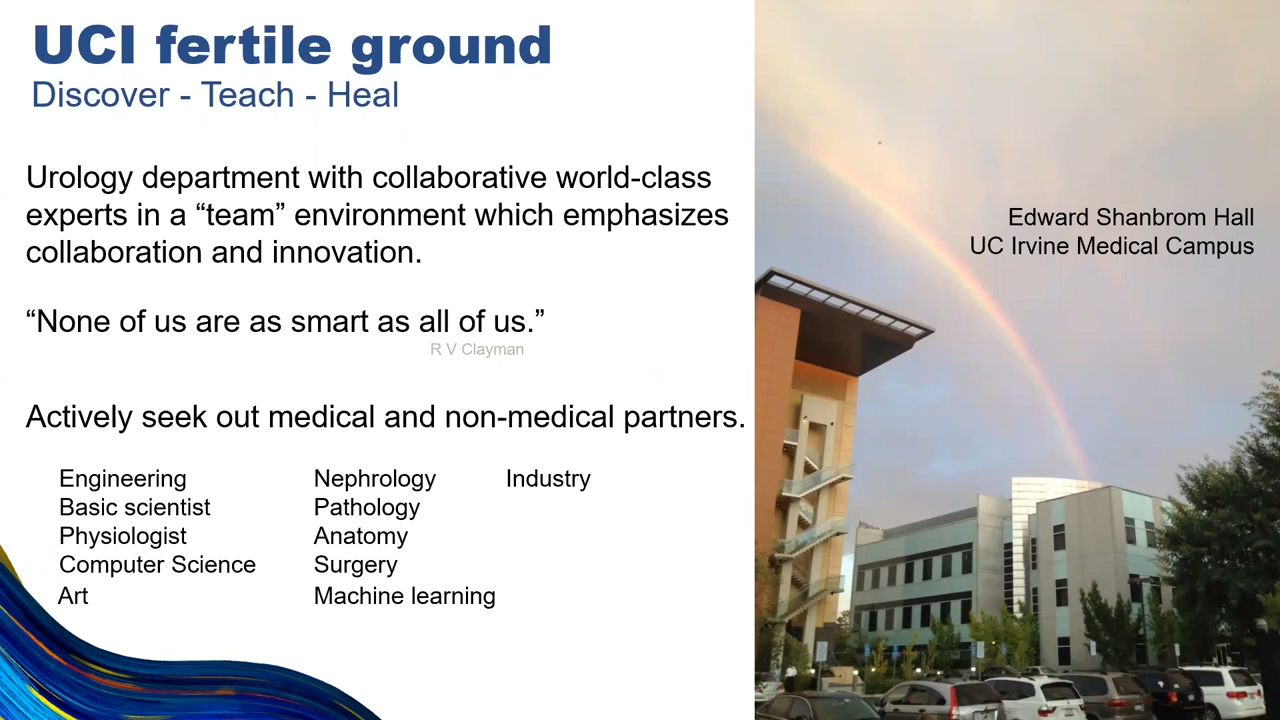 UCI fertile ground
Discover - Teach - Heal
Urology department with collaborative world-class
experts in a “team” environment which emphasizes
collaboration and innovation.
“None of us are as smart as all of us.”
R V Clayman
Actively seek out medical and non-medical partners.
Engineering
Basic scientist
Physiologist
Computer Science
Art
Nephrology
Pathology
Anatomy
Surgery
Machine learning
Industry
Edward Shanbrom Hall
UC Irvine Medical Campus